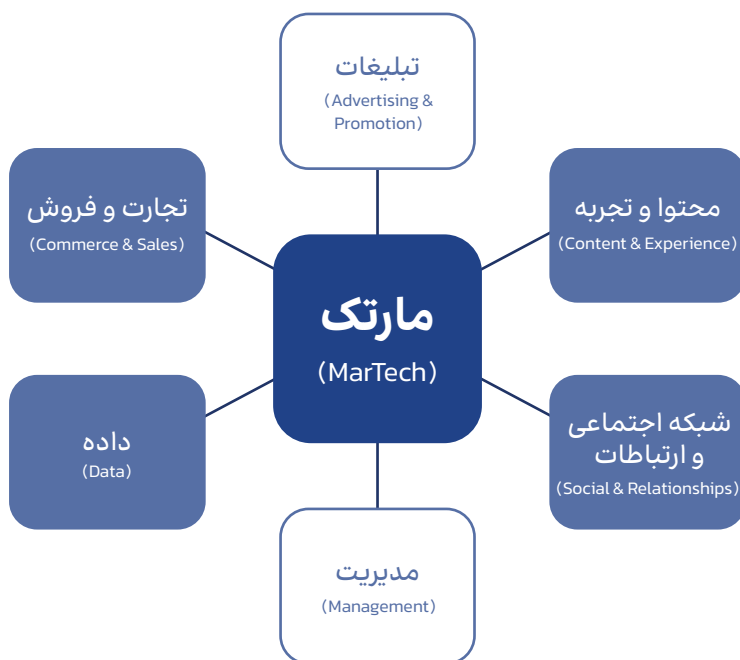 تبلیغات
(Advertising &
Promotion)
محتوا و تجربه
(Content & Experience)
تجارت و فروش
(Commerce & Sales)
مارتک
(MarTech)
شبکه اجتماعی
و ارتباطات
(Social & Relationships)
داده
(Data)
مدیریت
(Management)